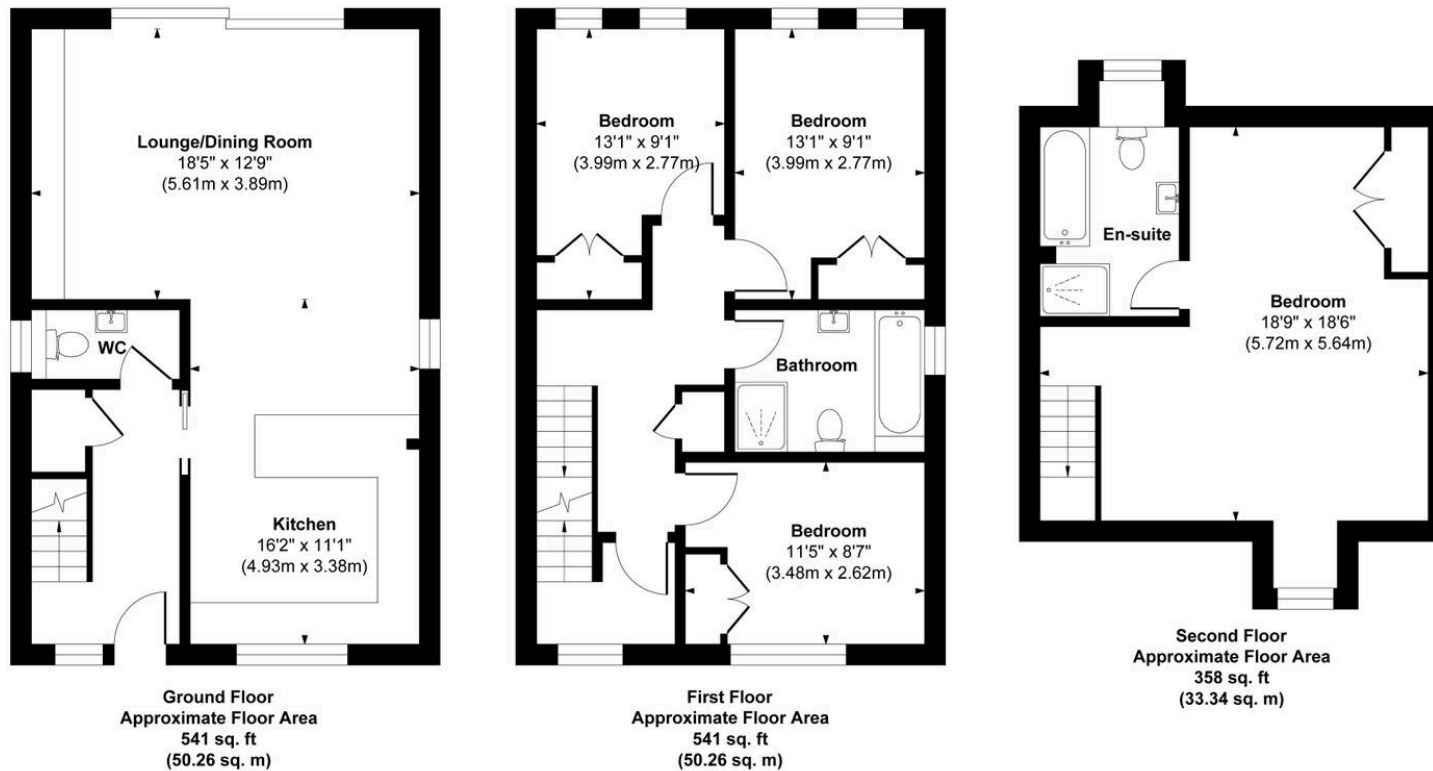 Lounge/Dining Room
18'5" x 12'9"
(5.61m x 3.89m)
WC
Kitchen
16'2" x 11'1"
(4.93m x 3.38m)
Ground Floor
Approximate Floor Area
541 sq. ft
(50.26 sq. m)
Bedroom
13'1" x 9'1"
(3.99m x 2.77m)
Bedroom
13'1" x 9'1"
(3.99m x 2.77m)
Bathroom
Bedroom
11'5" x 8'7"
(3.48m x 2.62m)
First Floor
Approximate Floor Area
541 sq. ft
(50.26 sq. m)
En-suite
Bedroom
18'9" x 18'6"
(5.72m x 5.64m)
Second Floor
Approximate Floor Area
358 sq. ft
(33.34 sq. m)